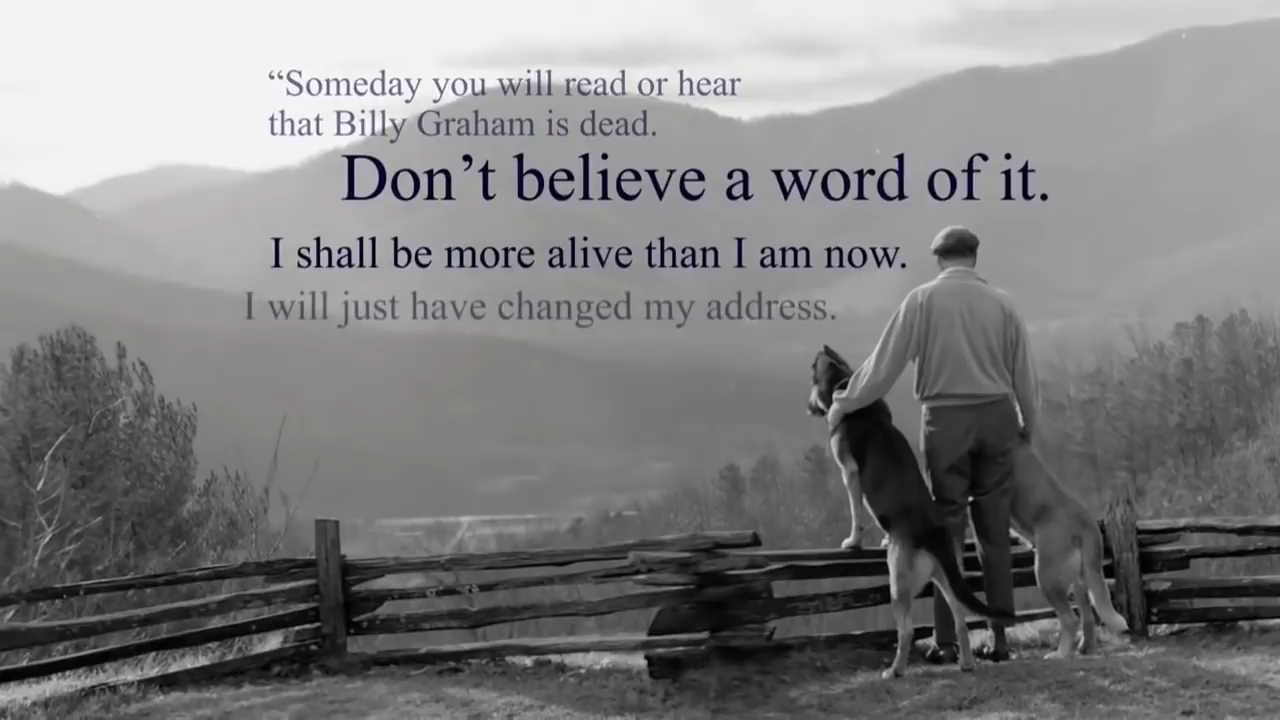 “Someday you will read or hear
that Billy Graham is dead.
Don’t believe a word of it.
I shall be more alive than I am now.
I will just have changed my address.